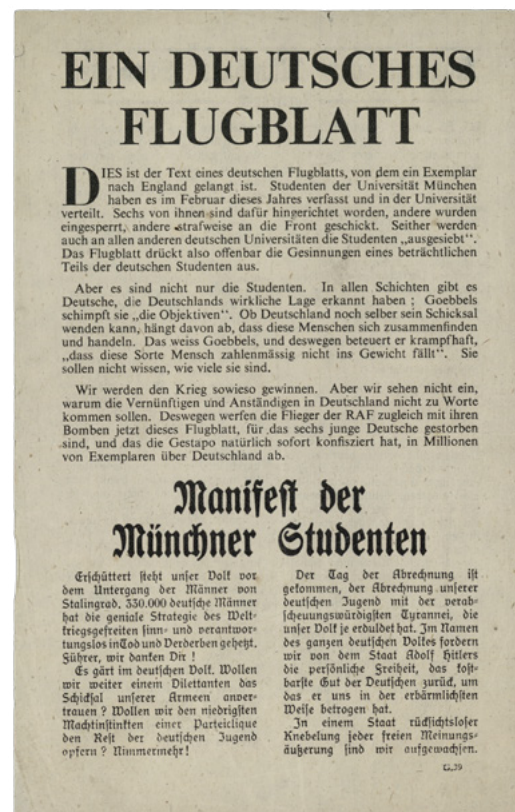 EIN DEUTSCHES
FLUGBLATT
DIES ist der Text eines deutschen Flugblatts, von dem ein Exemplar
nach England gelangt ist. Studenten der Universität München
haben es im Februar dieses Jahres verfasst und in der Universität
verteilt. Sechs von ihnen sind dafür hingerichtet worden, andere wurden
eingesperrt, andere strafweise an die Front geschickt. Seither werden
auch an allen anderen deutschen Universitäten die Studenten „ausgesiebt“.
Das Flugblatt drückt also offenbar die Gesinnungen eines beträchtlichen
Teils der deutschen Studenten aus.
Aber es sind nicht nur die Studenten. In allen Schichten gibt es
Deutsche, die Deutschlands wirkliche Lage erkannt haben ; Goebbels
schimpft sie „die Objektiven“. Ob Deutschland noch selber sein Schicksal
wenden kann, hängt davon ab, dass diese Menschen sich zusammenfinden
und handeln. Das weiss Goebbels, und deswegen beteuert er krampfhaft,
„dass diese Sorte Mensch zahlenmässig nicht ins Gewicht fällt“. Sie
sollen nicht wissen, wie viele sie sind.
Wir werden den Krieg sowieso gewinnen. Aber wir sehen nicht ein,
warum die Vernünftigen und Anständigen in Deutschland nicht zu Worte
kommen sollen. Deswegen werfen die Flieger der RAF zugleich mit ihren
Bomben jetzt dieses Flugblatt, für das sechs junge Deutsche gestorben
sind, und das die Gestapo natürlich sofort konfisziert hat, in Millionen
von Exemplaren über Deutschland ab.
Manifest der
Münchner Studenten
Erschüttert steht unser Volk vor
dem Untergang der Männer von
Stalingrad. 330.000 deutsche Männer
hat die geniale Strategie des Welt-
kriegsgefreiten sinn- und verantwor-
tungslos in Tod und Verderben gehetzt.
Führer, wir danken Dir !
Es gärt im deutschen Volk. Wollen
wir weiter einem Dilettanten das
Schicksal unserer Armeen anver-
trauen ? Wollen wir den niedrigsten
Machtinstinkten einer Parteiclique
den Rest der deutschen Jugend
opfern ? Nimmermehr!
Der Tag der Abrechnung ist
gekommen, der Abrechnung unserer
deutschen Jugend mit der verab-
scheuungswürdigsten Tyrannei, die
unser Volk je erduldet hat. Im Namen
des ganzen deutschen Volkes fordern
wir von dem Staat Adolf Hitlers
die persönliche Freiheit, das kost-
barste Gut der Deutschen zurück, um
das er uns in der erbärmlichsten
Weise betrogen hat.
In einem Staat rücksichtsloser
Knebelung jeder freien Meinungs-
äußerung sind wir aufgewachsen.
G.39